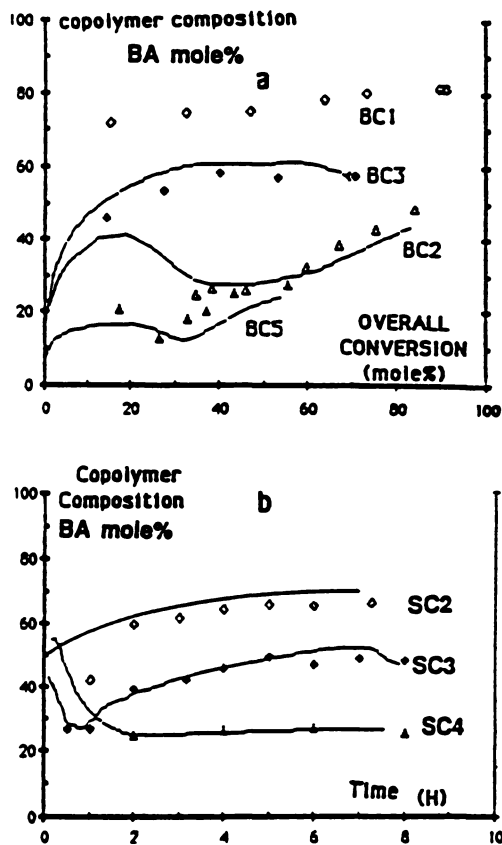 copolymer composition
BA mole%
a
100
80
60
40
20
0
BC1
BC3
BC2
BC5
OVERALL
CONVERSION
(mole%)
0 20 40 60 80 100
Copolymer
Composition
BA mole%
b
100
80
60
40
20
0
SC2
SC3
SC4
Time (H)
0 2 4 6 8 10